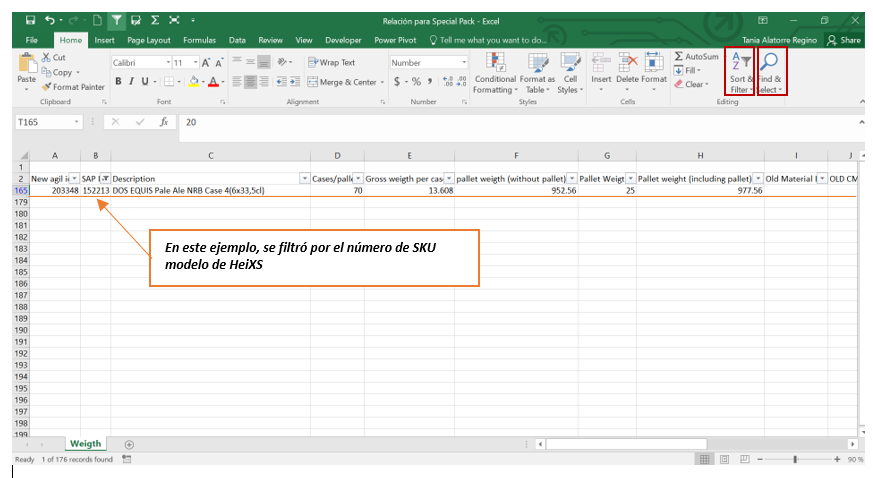 Relación para Special Pack - Excel
File Home Insert Page Layout Formulas Data Review View Developer Power Pivot Tell me what you want to do... Tania Alatorre Regino Share
Paste
Cut
Copy
Format Painter
Clipboard
Calibri 11
B I U
Font
Wrap Text
Merge & Center
Alignment
Number
$ % ,
Number
Conditional Formatting
Format as Table
Cell Styles
Styles
Insert Delete Format
Cells
AutoSum
Fill
Clear
Sort & Filter
Find & Select
Editing
T165 fx 20
A B C D E F G H I J
1
2 New agil i SAP I Description Cases/palle Gross weigth per cas pallet weigth (without pallet) Pallet Weigt Pallet weight (including pallet) Old Material OLD CM
165 203348 152213 DOS EQUIS Pale Ale NRB Case 4(6x33,5cl) 70 13.608 952.56 25 977.56
179
180
181
182
183
184
185
186
187
188
189
190
191
192
193
194
195
196
197
198
199
En este ejemplo, se filtró por el número de SKU
modelo de HeiXS
Weigth
Ready 1 of 176 records found 90 %